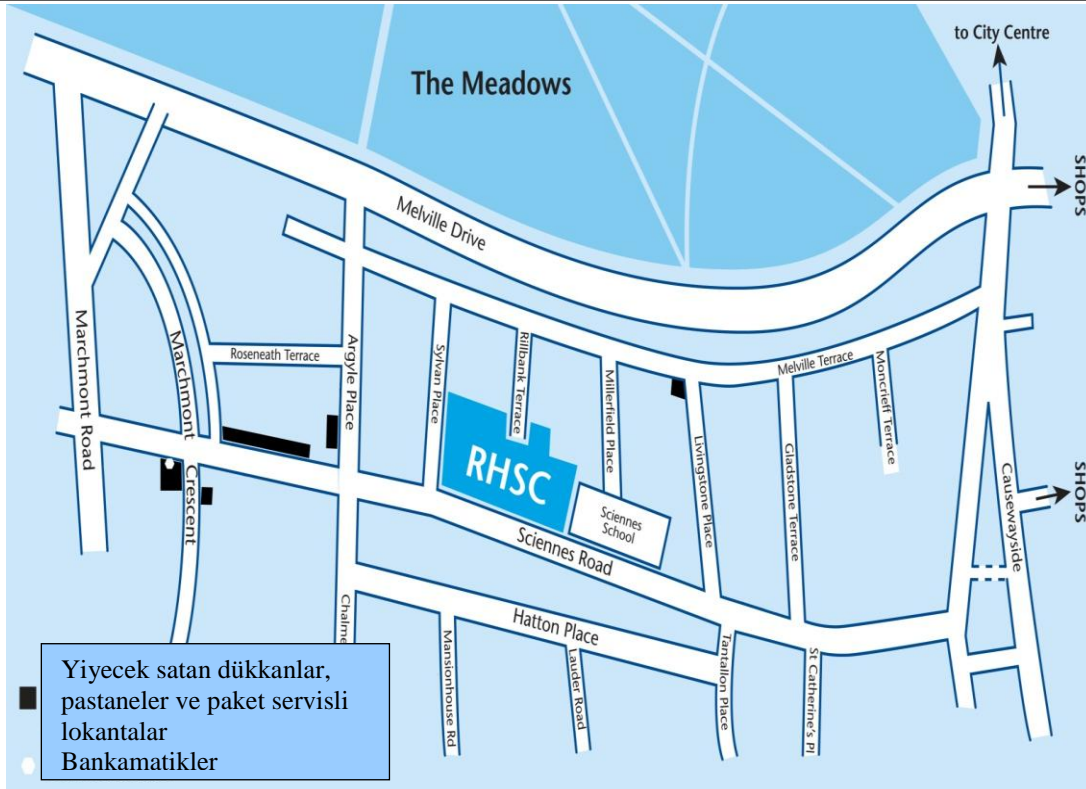 to City Centre
The Meadows
SHOPS
Melville Drive
Marchmont Road
Marchmont
Crescent
Roseneath Terrace
Argyle Place
Sylvan Place
Rillbank Terrace
Millerfield Place
Melville Terrace
Moncrieff Terrace
Livingstone Place
Gladstone Terrace
Causewayside
SHOPS
RHSC
Sciennes
School
Sciennes Road
Hatton Place
Chalme
Mansionhouse Rd
Lauder Road
Tantallon Place
St Catherine's Pl
Yiyecek satan dükkanlar,
pastaneler ve paket servisli
lokantalar
Bankamatikler